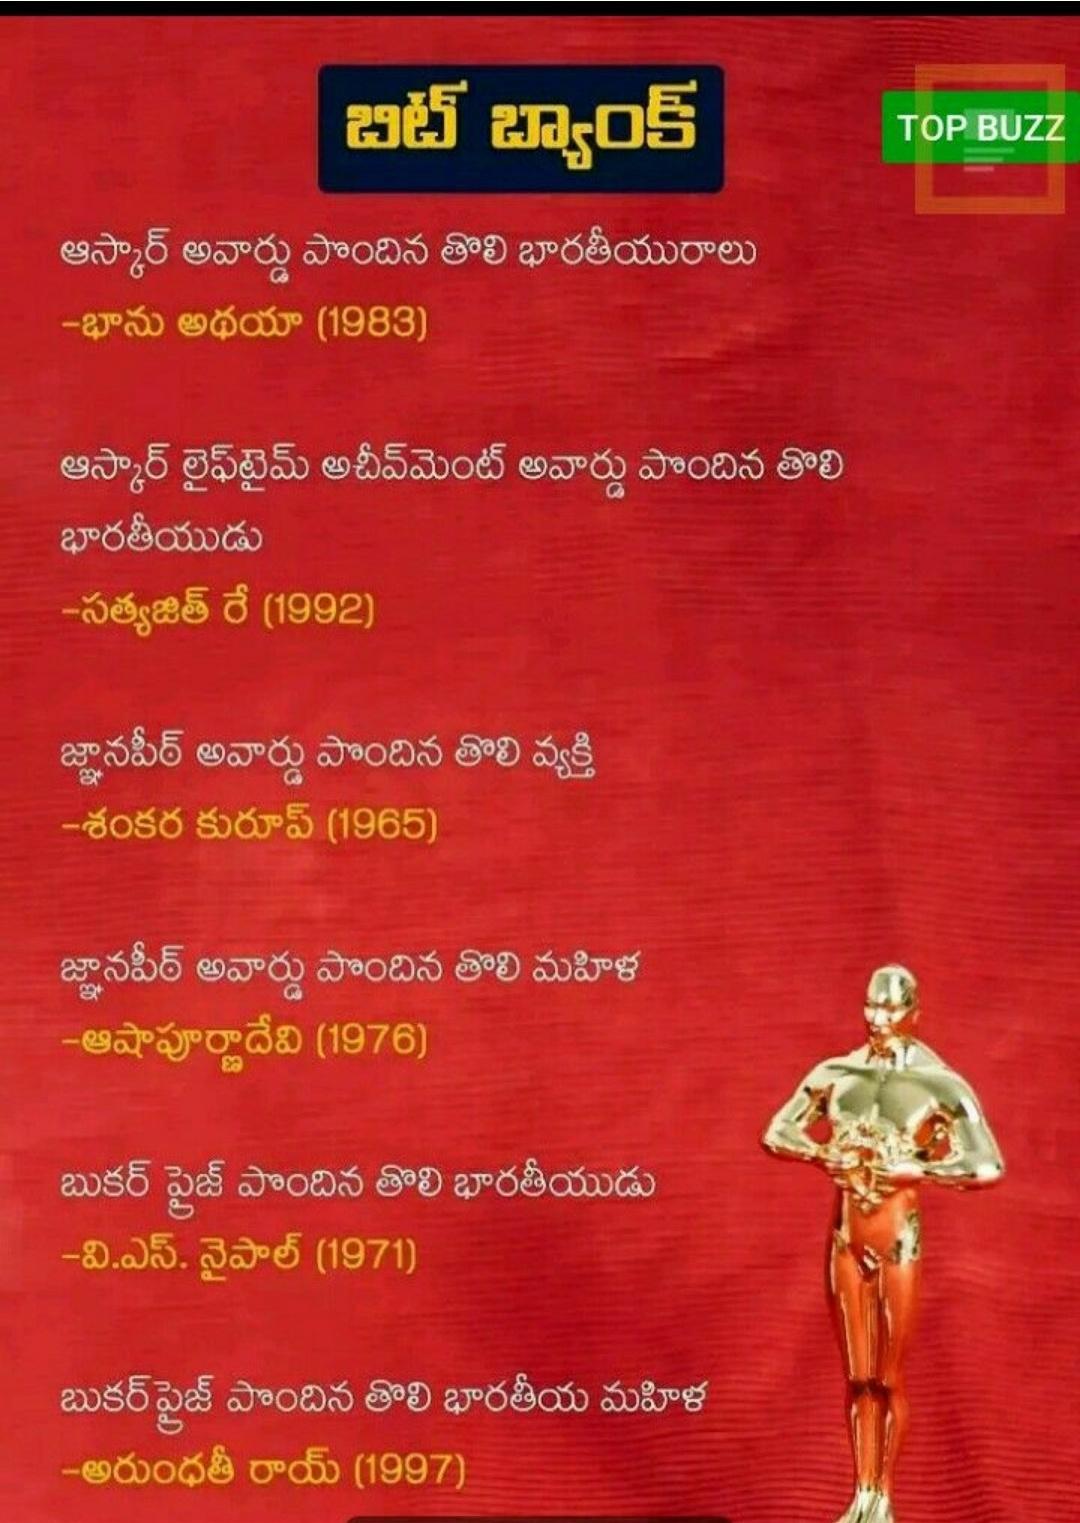 బిట్ బ్యాంక్
TOP BUZZ
ఆస్కార్ అవార్డు పొందిన తొలి భారతీయురాలు
-భాను అథయా (1983)
ఆస్కార్ లైఫ్‌టైమ్ అచీవ్‌మెంట్ అవార్డు పొందిన తొలి
భారతీయుడు
-సత్యజిత్ రే (1992)
జ్ఞానపీఠ్ అవార్డు పొందిన తొలి వ్యక్తి
-శంకర కురూప్ (1965)
జ్ఞానపీఠ్ అవార్డు పొందిన తొలి మహిళ
-ఆషాపూర్ణాదేవి (1976)
బుకర్ ప్రైజ్ పొందిన తొలి భారతీయుడు
-వి.ఎస్. నైపాల్ (1971)
బుకర్‌ప్రైజ్ పొందిన తొలి భారతీయ మహిళ
-అరుంధతీ రాయ్ (1997)